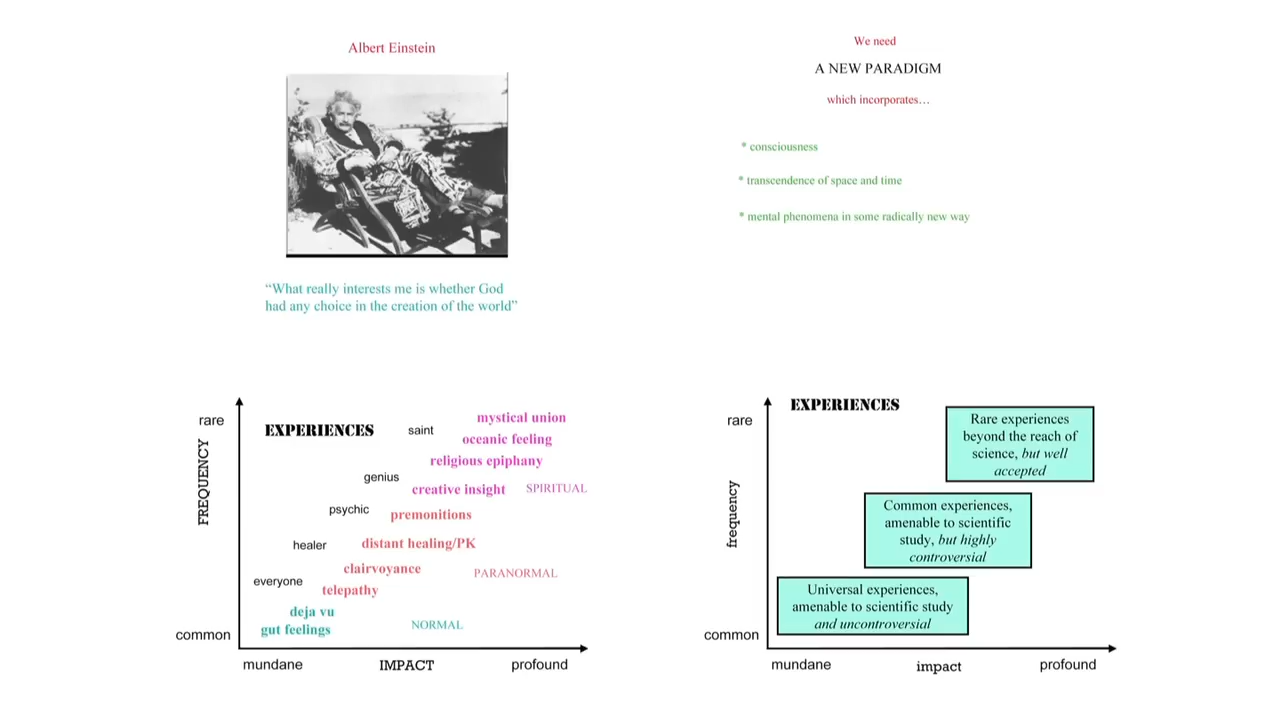 Albert Einstein
“What really interests me is whether God
had any choice in the creation of the world”
We need
A NEW PARADIGM
which incorporates…
* consciousness
* transcendence of space and time
* mental phenomena in some radically new way
rare
FREQUENCY
common
EXPERIENCES
saint
mystical union
oceanic feeling
religious epiphany
genius
creative insight
SPIRITUAL
psychic
premonitions
healer
distant healing/PK
clairvoyance
PARANORMAL
everyone
telepathy
deja vu
gut feelings
NORMAL
mundane
IMPACT
profound
EXPERIENCES
rare
frequency
common
Rare experiences
beyond the reach of
science, but well
accepted
Common experiences,
amenable to scientific
study, but highly
controversial
Universal experiences,
amenable to scientific study
and uncontroversial
mundane
impact
profound